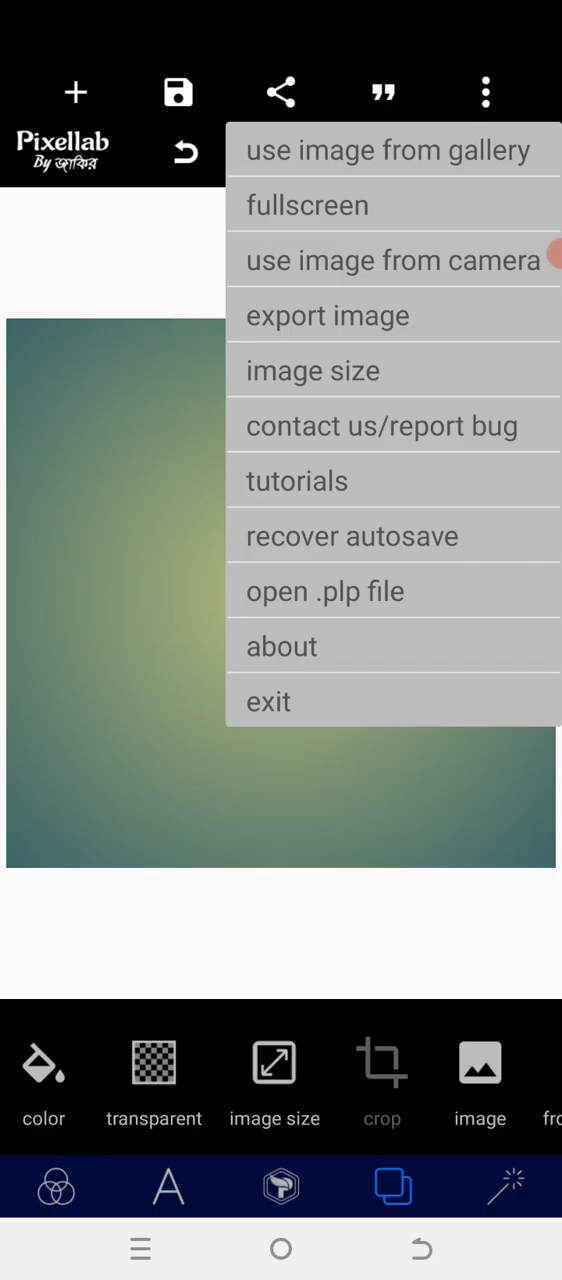 Pixellab
By জাকির
use image from gallery
fullscreen
use image from camera
export image
image size
contact us/report bug
tutorials
recover autosave
open .plp file
about
exit
color transparent image size crop image fro